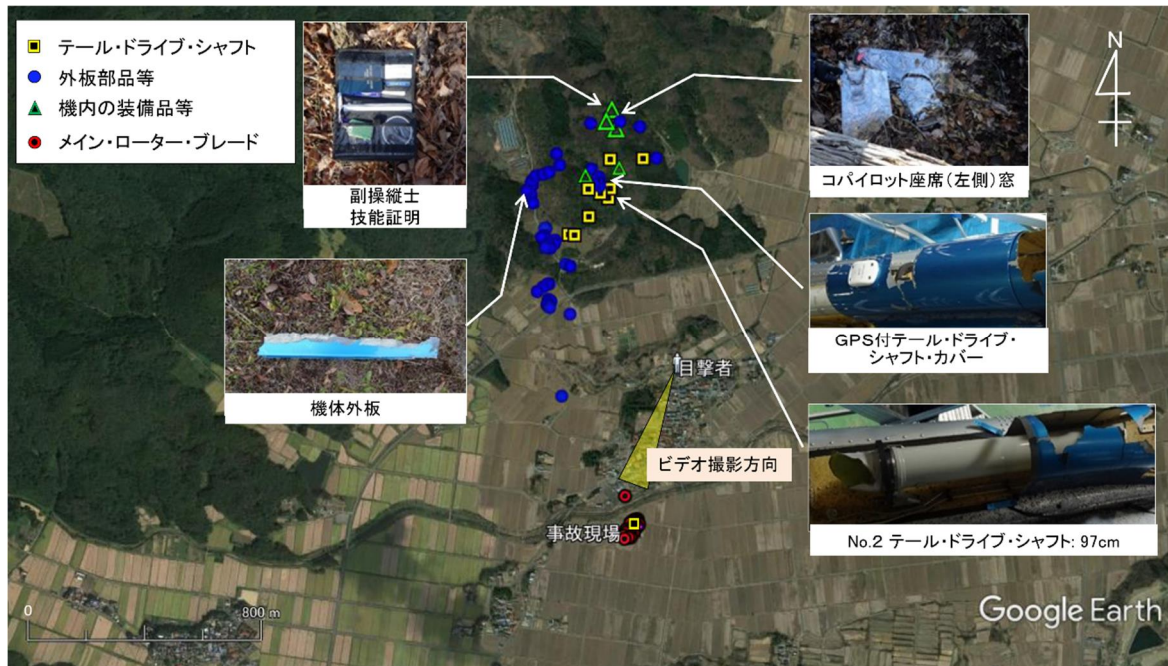 テール・ドライブ・シャフト
外板部品等
機内の装備品等
メイン・ローター・ブレード
副操縦士
技能証明
コパイロット座席(左側)窓
N
GPS付テール・ドライブ・
シャフト・カバー
機体外板
目撃者
ビデオ撮影方向
事故現場
No.2 テール・ドライブ・シャフト: 97cm
0
800 m
Google Earth